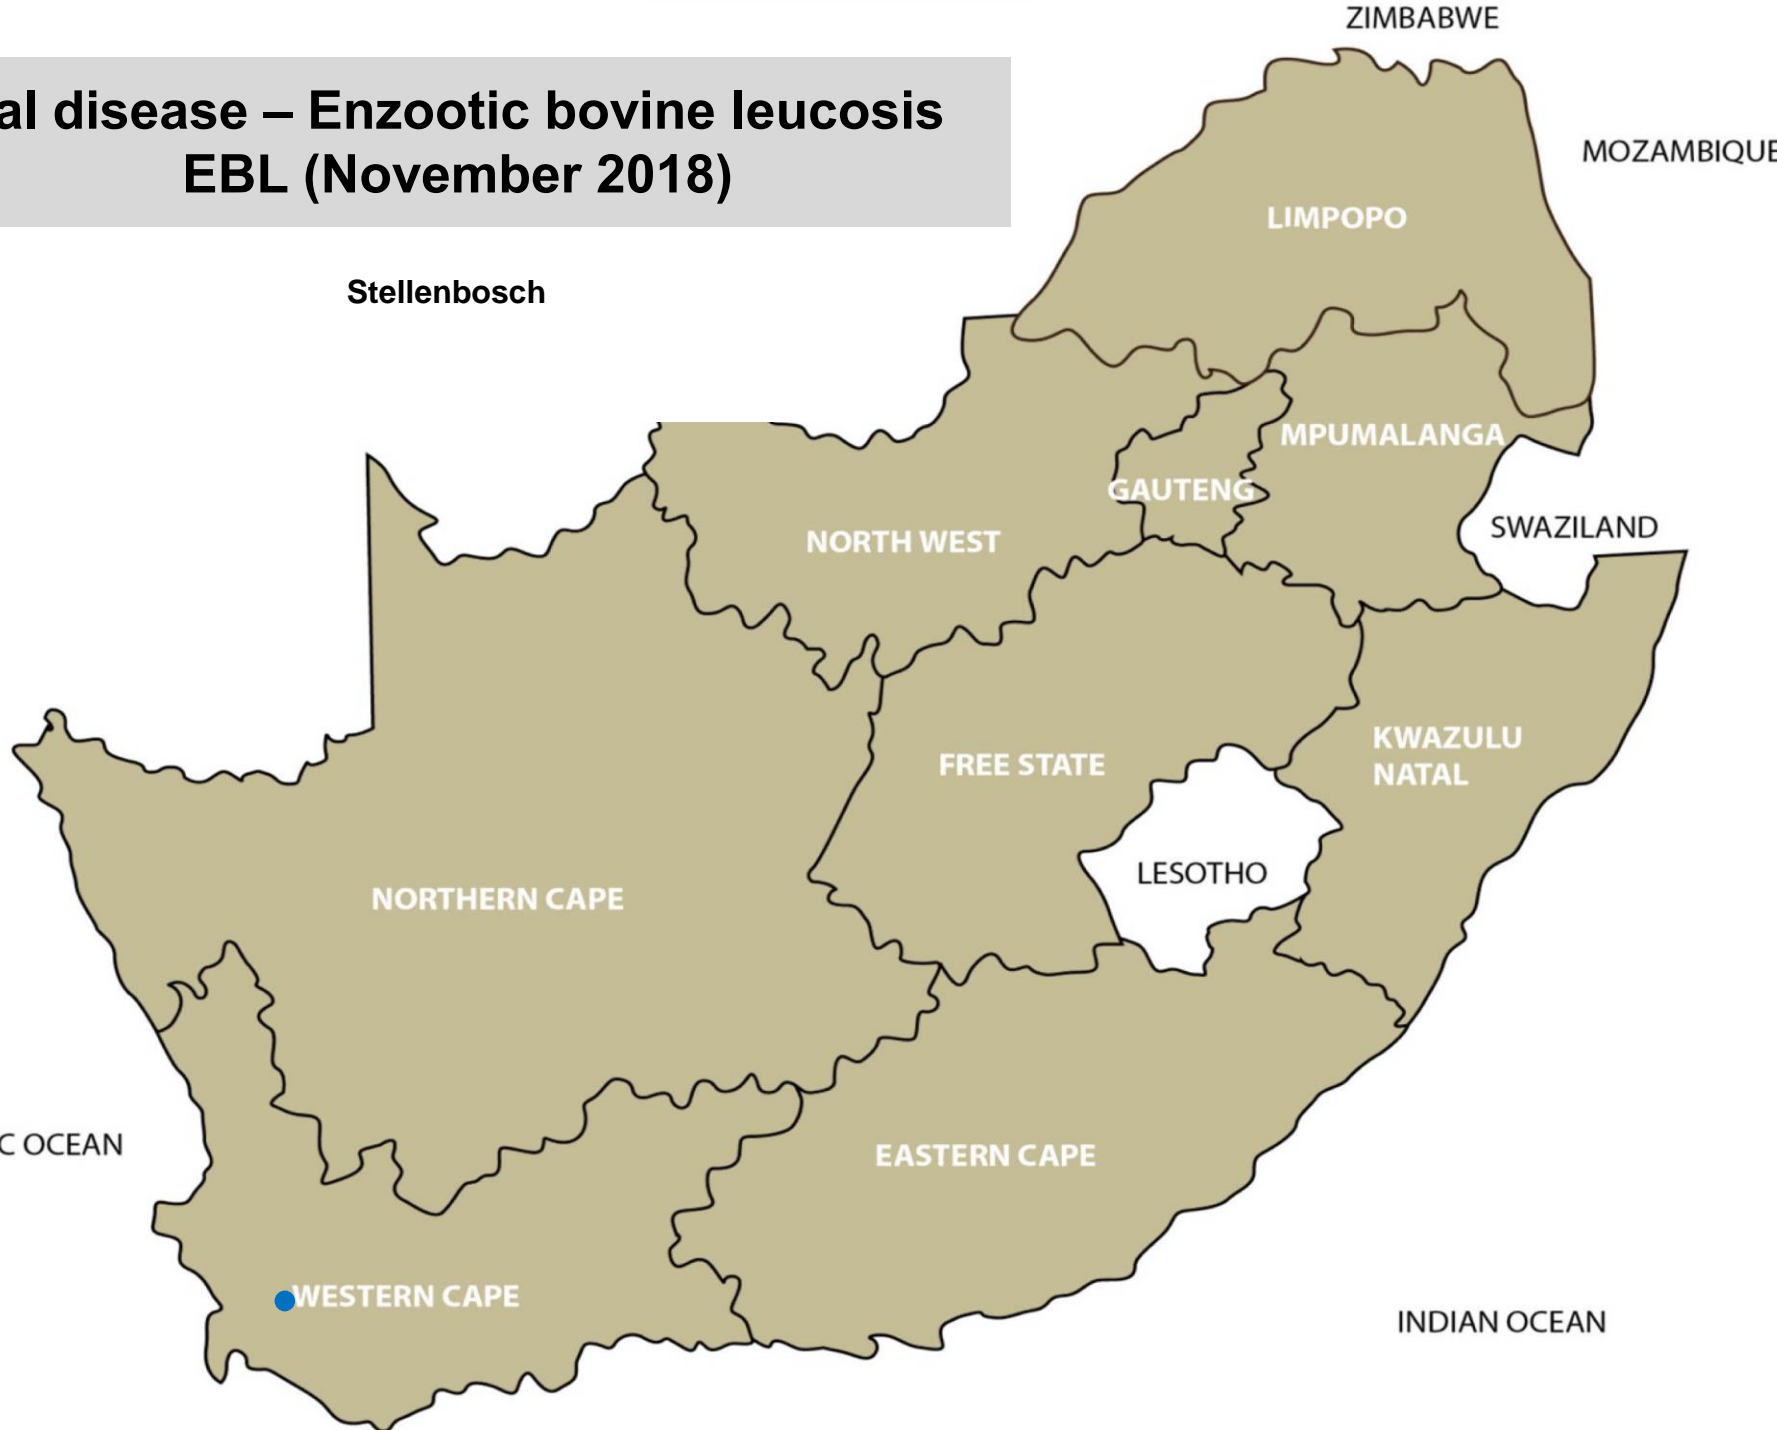 ZIMBABWE
al disease – Enzootic bovine leucosis
EBL (November 2018)
MOZAMBIQUE
LIMPOPO
Stellenbosch
MPUMALANGA
GAUTENG
SWAZILAND
NORTH WEST
KWAZULU
NATAL
FREE STATE
LESOTHO
NORTHERN CAPE
C OCEAN
EASTERN CAPE
WESTERN CAPE
INDIAN OCEAN